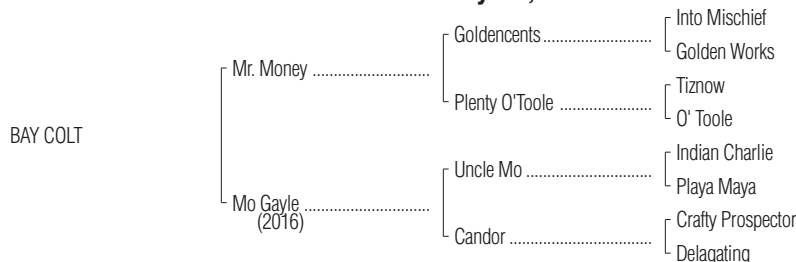 Into Mischief
Goldencents
Golden Works
Mr. Money
Tiznow
Plenty O'Toole
O' Toole
BAY COLT
Indian Charlie
Uncle Mo
Playa Maya
Mo Gayle
(2016)
Crafty Prospector
Candor
Delagating